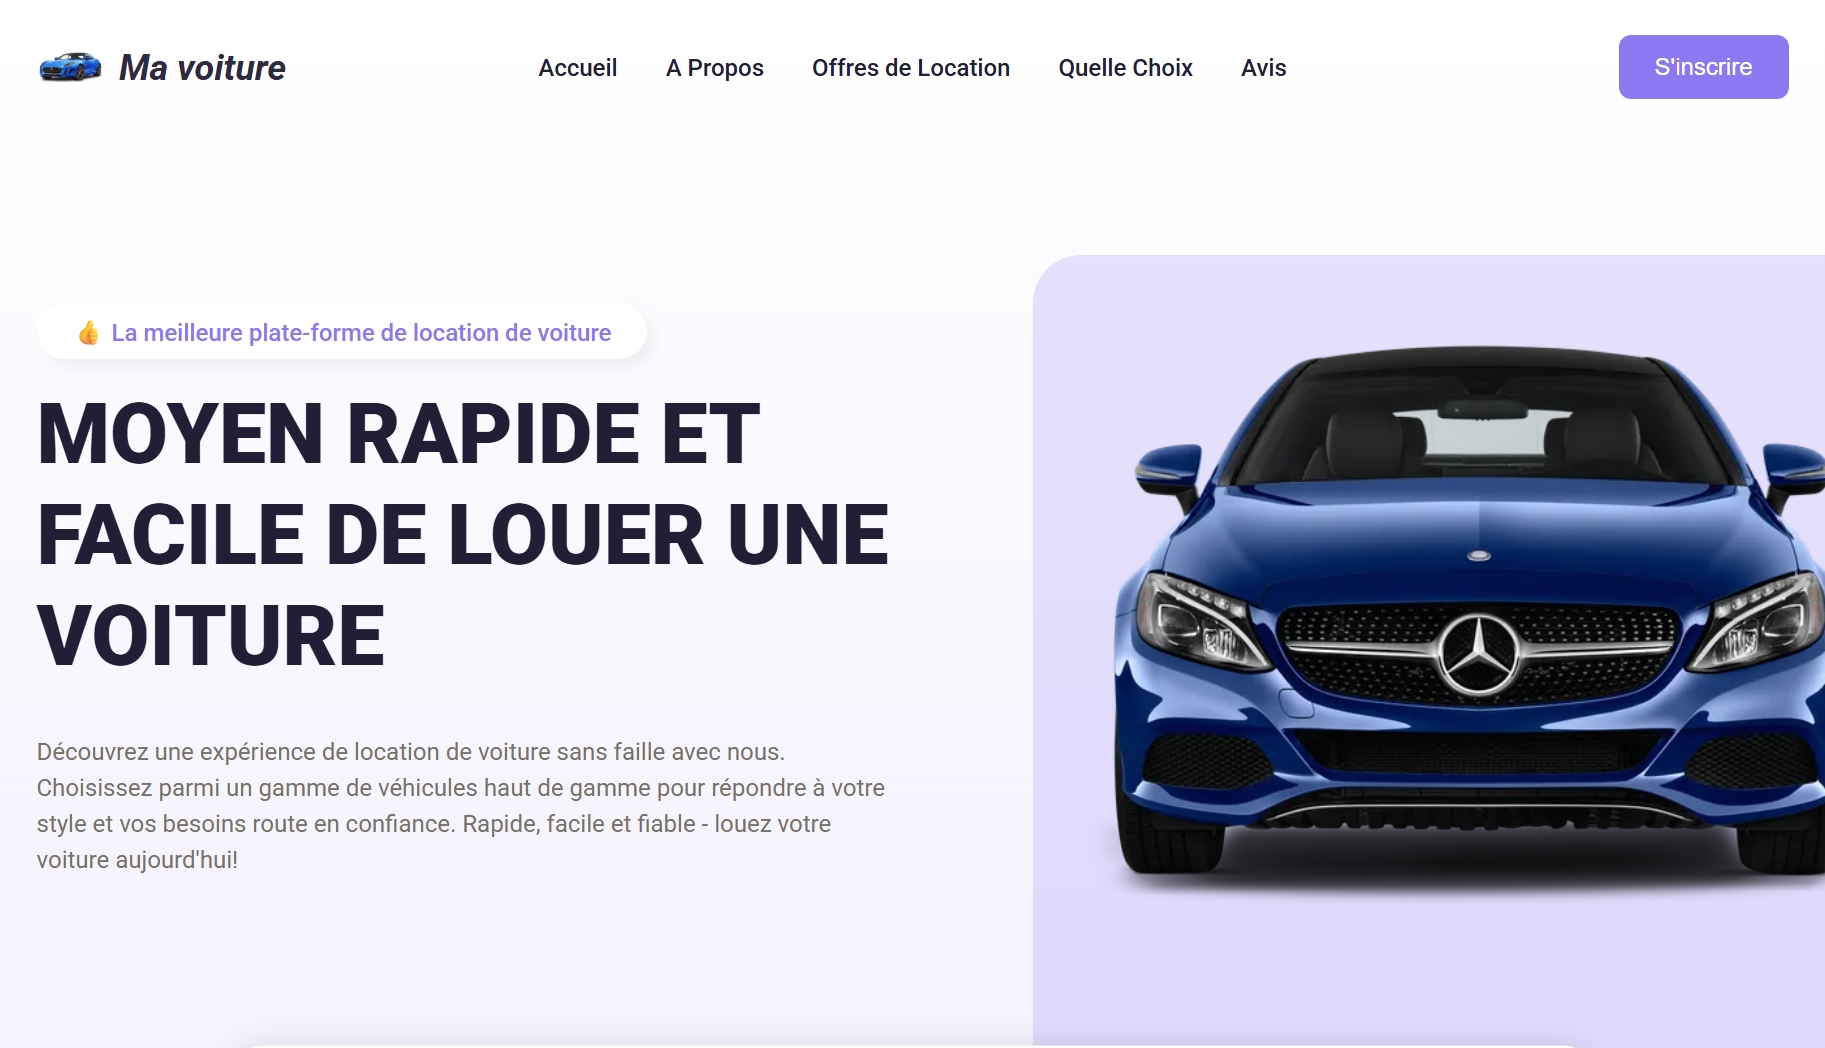 Ma voiture
Accueil
A Propos
Offres de Location
Quelle Choix
Avis
S'inscrire
👍 La meilleure plate-forme de location de voiture
MOYEN RAPIDE ET
FACILE DE LOUER UNE
VOITURE
Découvrez une expérience de location de voiture sans faille avec nous.
Choisissez parmi un gamme de véhicules haut de gamme pour répondre à votre
style et vos besoins route en confiance. Rapide, facile et fiable - louez votre
voiture aujourd'hui!